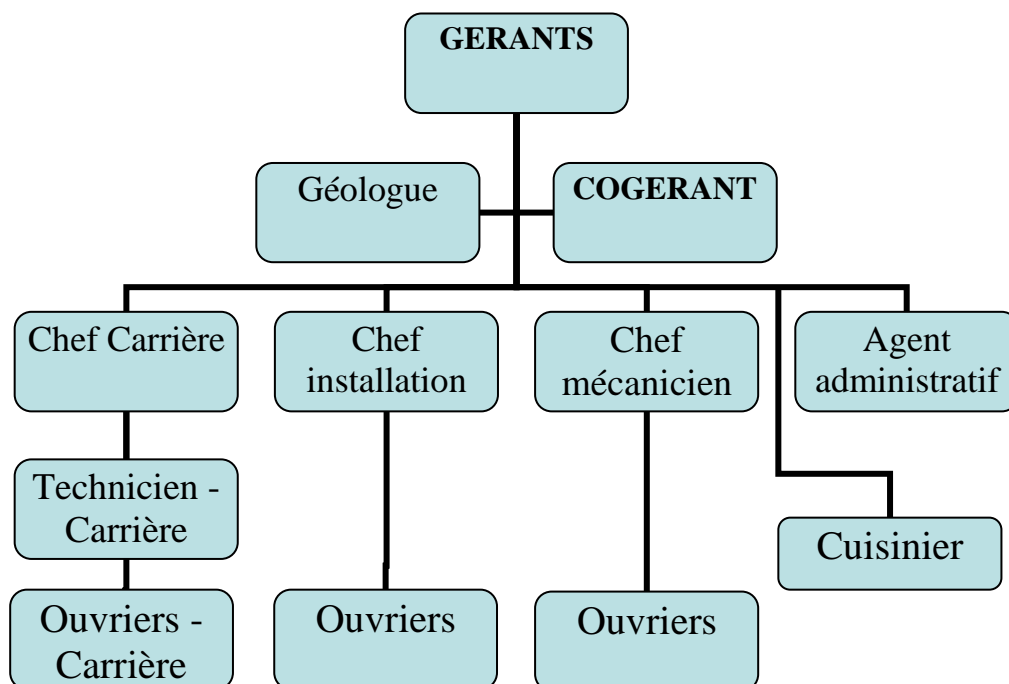 GERANTS
Géologue
COGERANT
Chef Carrière
Chef
installation
Chef
mécanicien
Agent
administratif
Technicien -
Carrière
Cuisinier
Ouvriers -
Carrière
Ouvriers
Ouvriers